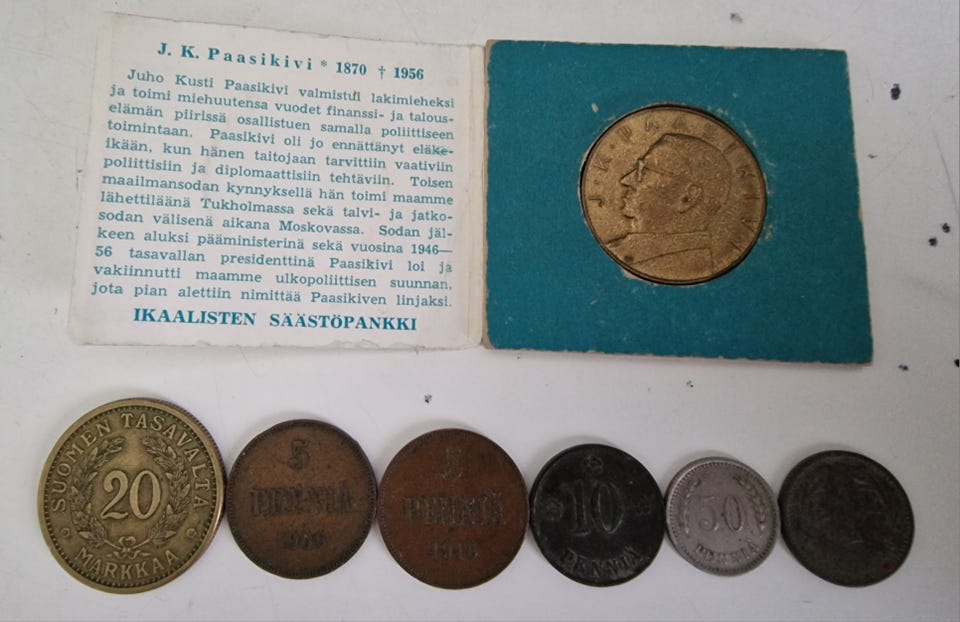 J. K. Paasikivi * 1870 † 1956
Juho Kusti Paasikivi valmistui lakimieheksi
ja toimi miehuutensa vuodet finanssi- ja talous-
elämän piirissä osallistuen samalla poliittiseen
toimintaan. Paasikivi oli jo ennättänyt eläke-
ikään, kun hänen taitojaan tarvittiin vaativiin
poliittisiin ja diplomaattisiin tehtäviin. Toisen
maailmansodan kynnyksellä hän toimi maamme
lähettiläänä Tukholmassa sekä talvi- ja jatko-
sodan välisenä aikana Moskovassa. Sodan jäl-
keen aluksi pääministerinä sekä vuosina 1946—
56 tasavallan presidenttinä Paasikivi loi ja
vakiinnutti maamme ulkopoliittisen suunnan,
jota pian alettiin nimittää Paasikiven linjaksi.
IKAALISTEN SÄÄSTÖPANKKI
J·K·PAASIKIVI
SUOMEN TASAVALTA
20
MARKKAA
5
PENNIÄ
5
PENNIÄ
10
PENNIÄ
50
PENNIÄ